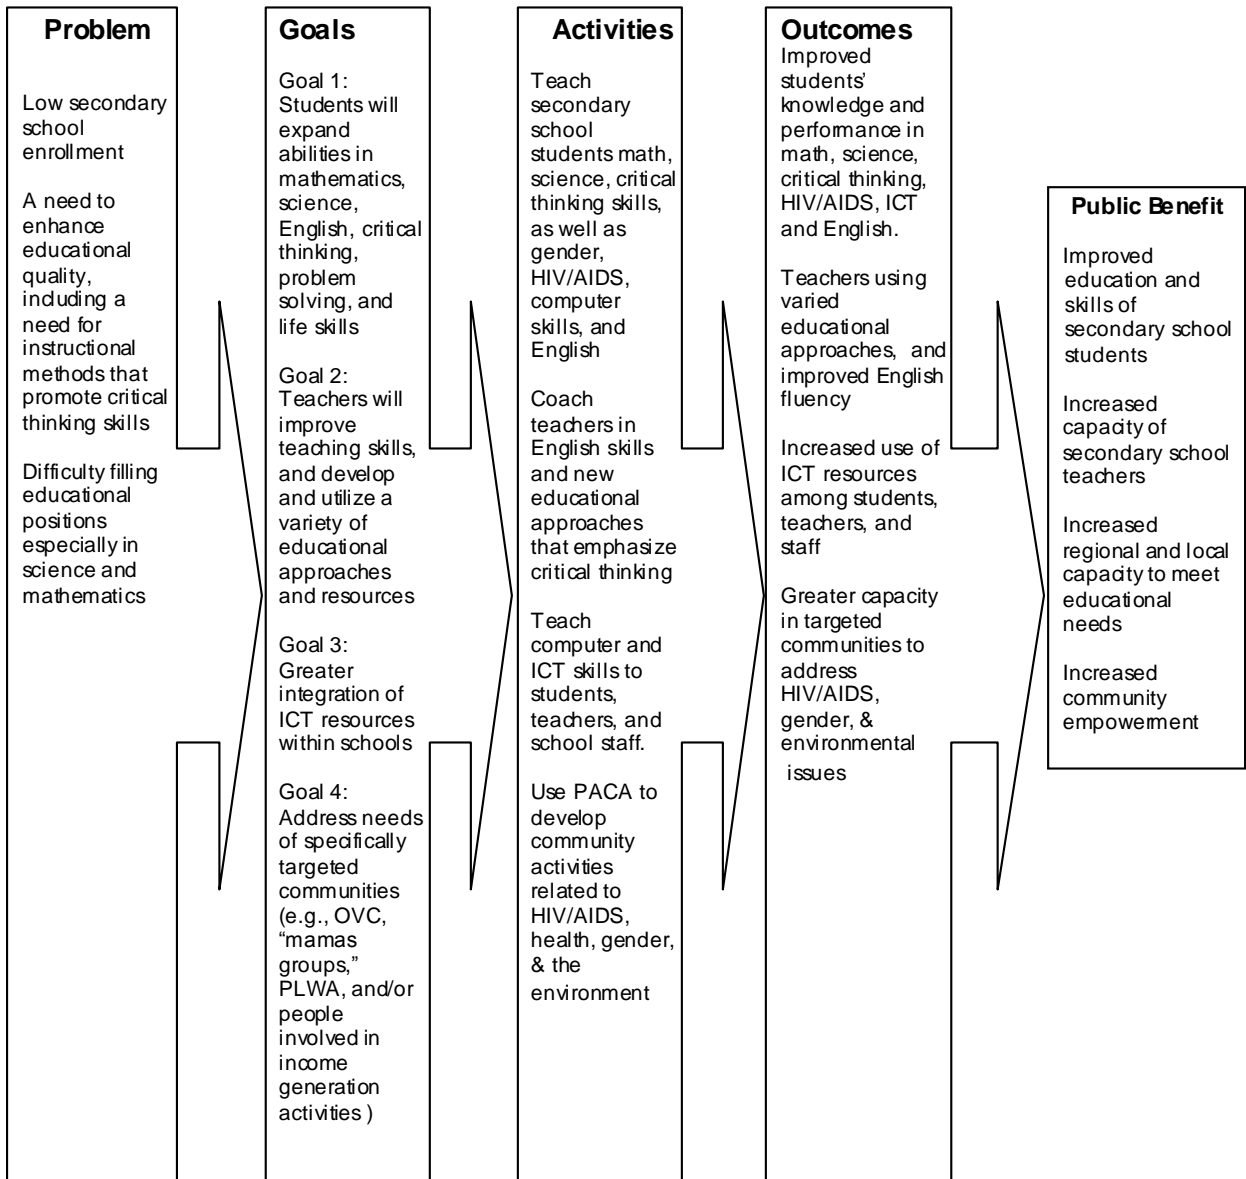 Problem
Low secondary
school
enrollment
A need to
enhance
educational
quality,
including a
need for
instructional
methods that
promote critical
thinking skills
Difficulty filling
educational
positions
especially in
science and
mathematics
Goals
Goal 1:
Students will
expand
abilities in
mathematics,
science,
English, critical
thinking,
problem
solving, and
life skills
Goal 2:
Teachers will
improve
teaching skills,
and develop
and utilize a
variety of
educational
approaches
and resources
Goal 3:
Greater
integration of
ICT resources
within schools
Goal 4:
Address needs
of specifically
targeted
communities
(e.g., OVC,
“mamas
groups,”
PLWA, and/or
people
involved in
income
generation
activities )
Activities
Teach
secondary
school
students math,
science, critical
thinking skills,
as well as
gender,
HIV/AIDS,
computer
skills, and
English
Coach
teachers in
English skills
and new
educational
approaches
that emphasize
critical thinking
Teach
computer and
ICT skills to
students,
teachers, and
school staff.
Use PACA to
develop
community
activities
related to
HIV/AIDS,
health, gender,
& the
environment
Outcomes
Improved
students’
knowledge and
performance in
math, science,
critical thinking,
HIV/AIDS, ICT
and English.
Teachers using
varied
educational
approaches, and
improved English
fluency
Increased use of
ICT resources
among students,
teachers, and
staff
Greater capacity
in targeted
communities to
address
HIV/AIDS,
gender, &
environmental
issues
Public Benefit
Improved
education and
skills of
secondary school
students
Increased
capacity of
secondary school
teachers
Increased
regional and local
capacity to meet
educational
needs
Increased
community
empowerment